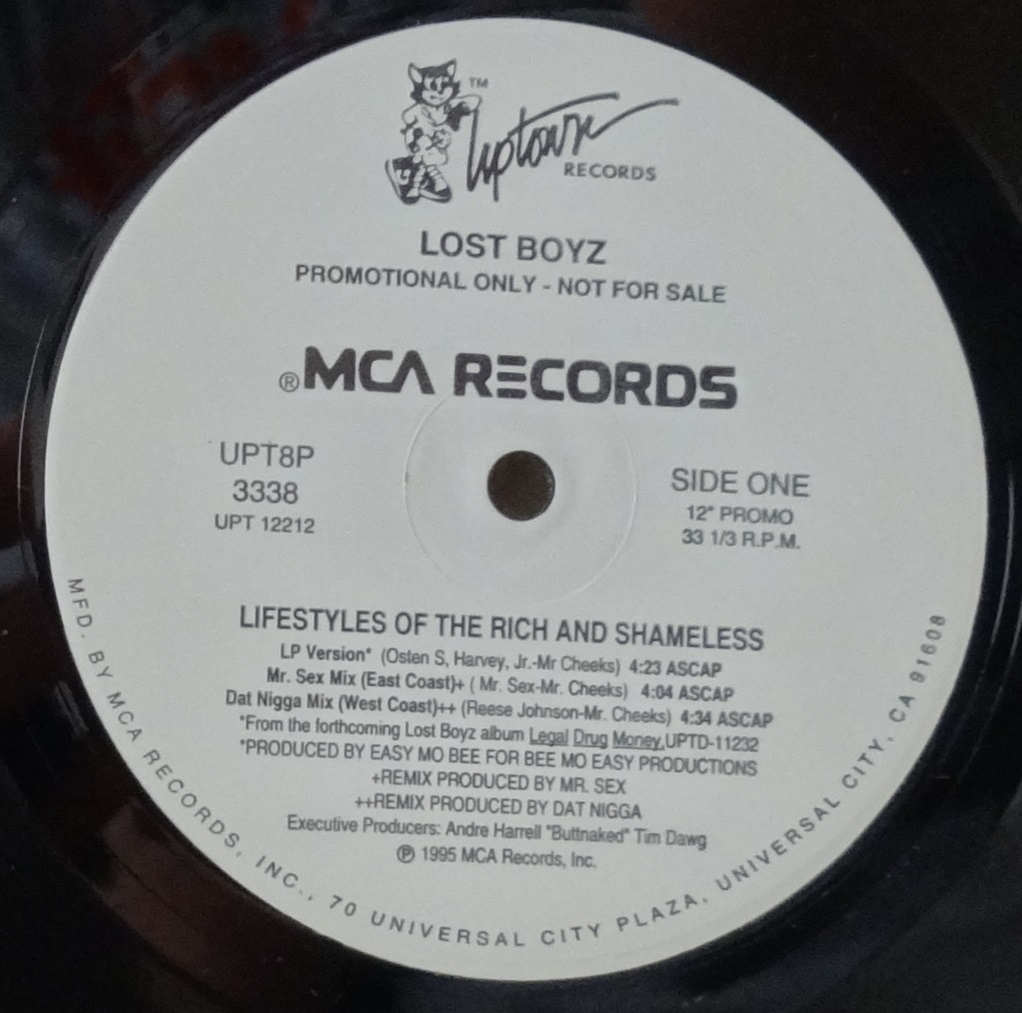 TM
Uptown
RECORDS
LOST BOYZ
PROMOTIONAL ONLY - NOT FOR SALE
®MCA RECORDS
UPT8P
3338
UPT 12212
SIDE ONE
12" PROMO
33 1/3 R.P.M.
LIFESTYLES OF THE RICH AND SHAMELESS
LP Version* (Osten S, Harvey, Jr.-Mr Cheeks) 4:23 ASCAP
Mr. Sex Mix (East Coast)+ ( Mr. Sex-Mr. Cheeks) 4:04 ASCAP
Dat Nigga Mix (West Coast)++ (Reese Johnson-Mr. Cheeks) 4:34 ASCAP
*From the forthcoming Lost Boyz album Legal Drug Money,UPTD-11232
*PRODUCED BY EASY MO BEE FOR BEE MO EASY PRODUCTIONS
+REMIX PRODUCED BY MR. SEX
++REMIX PRODUCED BY DAT NIGGA
Executive Producers: Andre Harrell "Buttnaked" Tim Dawg
℗ 1995 MCA Records, Inc.
MFD. BY MCA RECORDS, INC., 70 UNIVERSAL CITY PLAZA, UNIVERSAL CITY, CA 91608